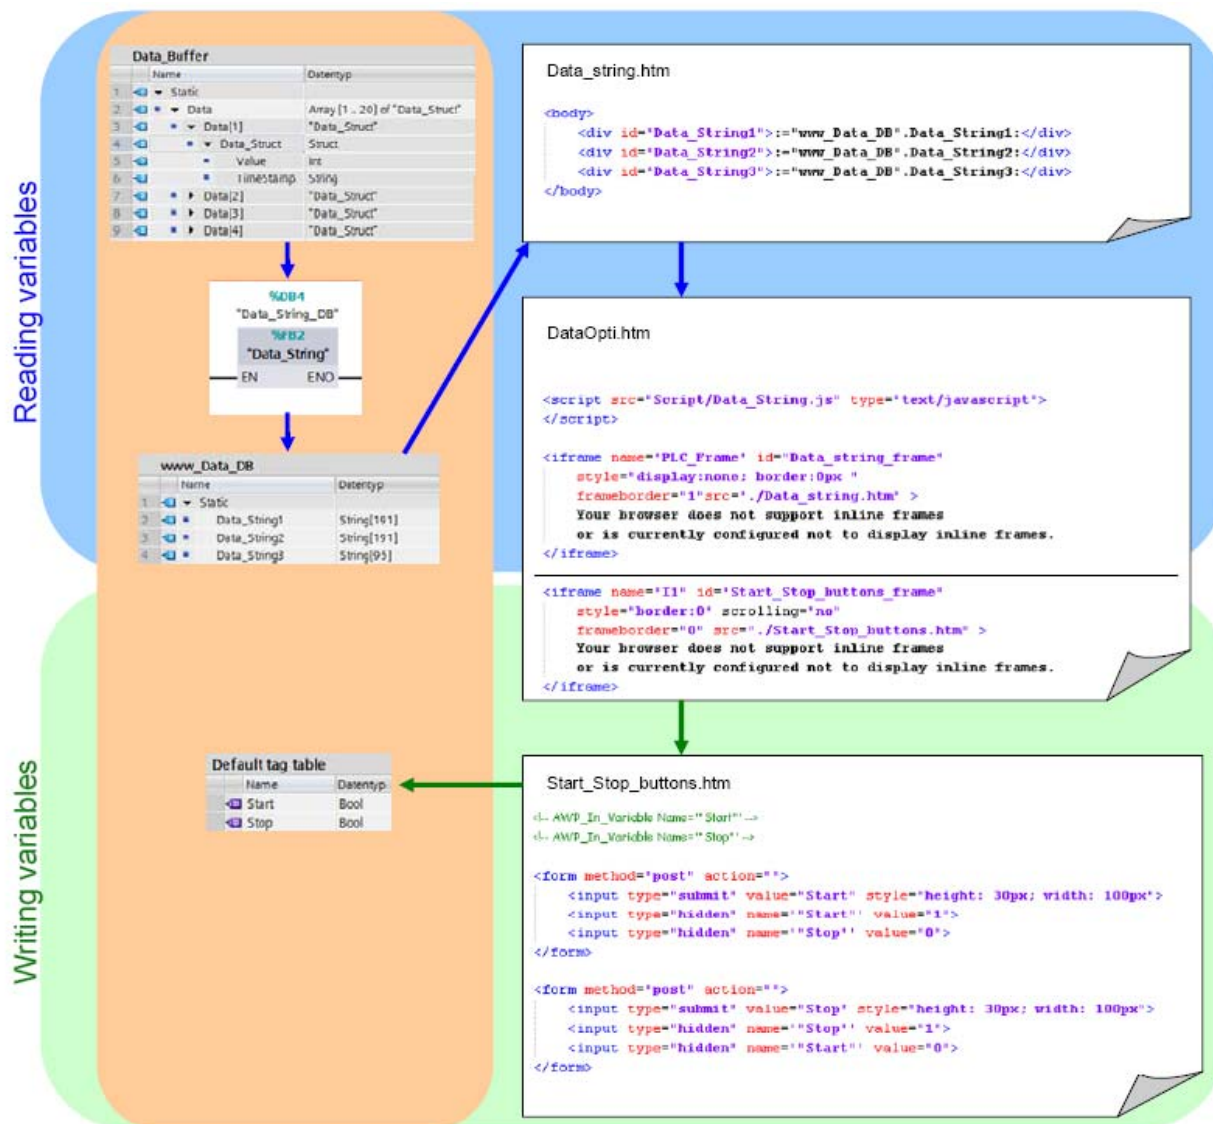 Reading variables
Data_Buffer
Name Datentyp
1 Static
2 Data Array [1 .. 20] of "Data_Struct"
3 Data[1] "Data_Struct"
4 Data_Struct Struct
5 Value Int
6 Timestamp String
7 Data[2] "Data_Struct"
8 Data[3] "Data_Struct"
9 Data[4] "Data_Struct"
%DB4
"Data_String_DB"
%FB2
"Data_String"
EN ENO
www_Data_DB
Name Datentyp
1 Static
2 Data_String1 String[191]
3 Data_String2 String[191]
4 Data_String3 String[95]
Data_string.htm
<body>
<div id="Data_String1">:="www_Data_DB".Data_String1:</div>
<div id="Data_String2">:="www_Data_DB".Data_String2:</div>
<div id="Data_String3">:="www_Data_DB".Data_String3:</div>
</body>
DataOpti.htm
<script src="Script/Data_String.js" type="text/javascript">
</script>
<iframe name="PLC_Frame" id="Data_string_frame"
style="display:none; border:0px "
frameborder="1"src="./Data_string.htm" >
Your browser does not support inline frames
or is currently configured not to display inline frames.
</iframe>
<iframe name="I1" id="Start_Stop_buttons_frame"
style="border:0" scrolling="no"
frameborder="0" src="./Start_Stop_buttons.htm" >
Your browser does not support inline frames
or is currently configured not to display inline frames.
</iframe>
Writing variables
Default tag table
Name Datentyp
Start Bool
Stop Bool
Start_Stop_buttons.htm
<!-- AWP_In_Variable Name='"Start"' -->
<!-- AWP_In_Variable Name='"Stop"' -->
<form method="post" action="">
<input type="submit" value="Start" style="height: 30px; width: 100px">
<input type="hidden" name='"Start"' value="1">
<input type="hidden" name='"Stop"' value="0">
</form>
<form method="post" action="">
<input type="submit" value="Stop" style="height: 30px; width: 100px">
<input type="hidden" name='"Stop"' value="1">
<input type="hidden" name='"Start"' value="0">
</form>